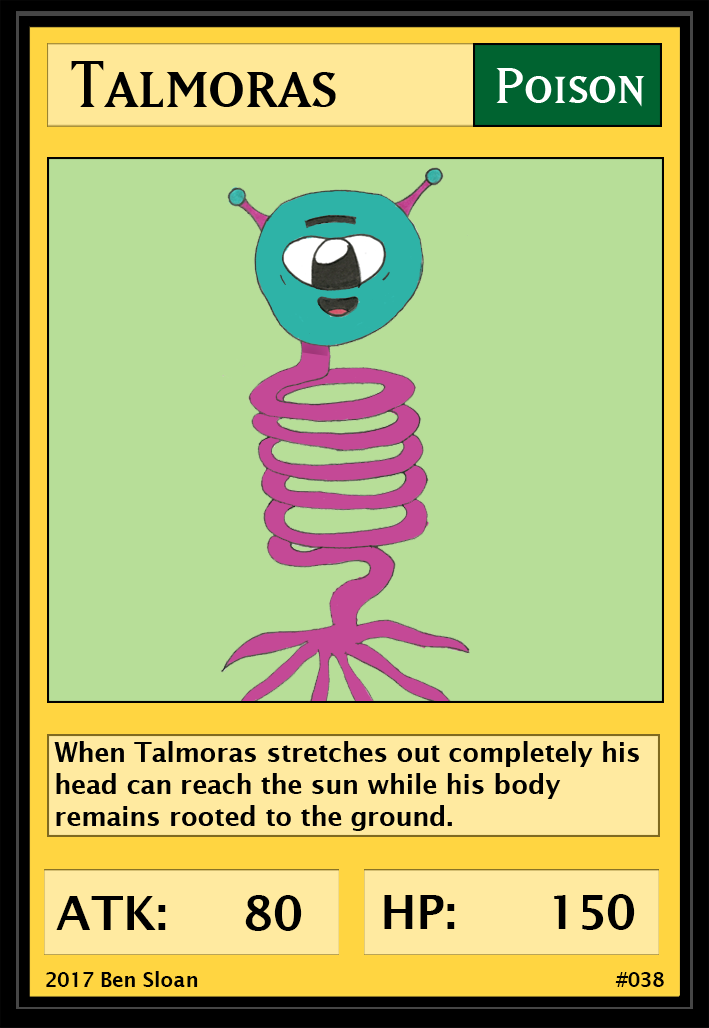 Talmoras
Poison
When Talmoras stretches out completely his
head can reach the sun while his body
remains rooted to the ground.
ATK: 80
HP: 150
2017 Ben Sloan
#038